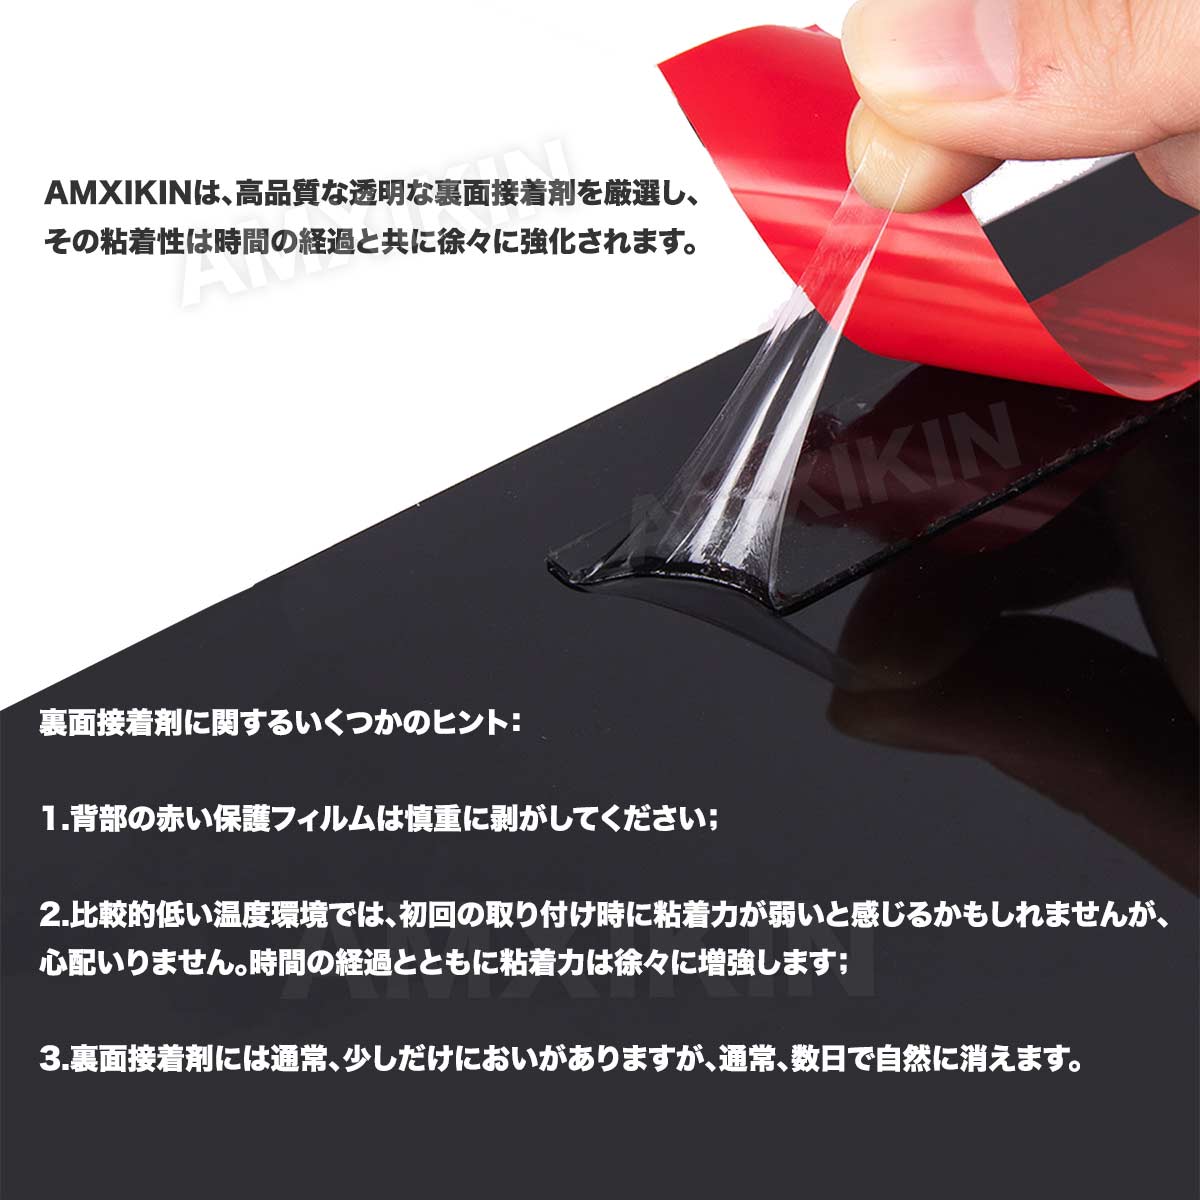 AMXIKINは、高品質な透明な裏面接着剤を厳選し、
その粘着性は時間の経過と共に徐々に強化されます。
AMXIKIN
AMXIKIN
裏面接着剤に関するいくつかのヒント：
1.背部の赤い保護フィルムは慎重に剥がしてください；
2.比較的低い温度環境では、初回の取り付け時に粘着力が弱いと感じるかもしれませんが、
心配いりません。時間の経過とともに粘着力は徐々に増強します；
AMXIKIN
3.裏面接着剤には通常、少しだけにおいがありますが、通常、数日で自然に消えます。